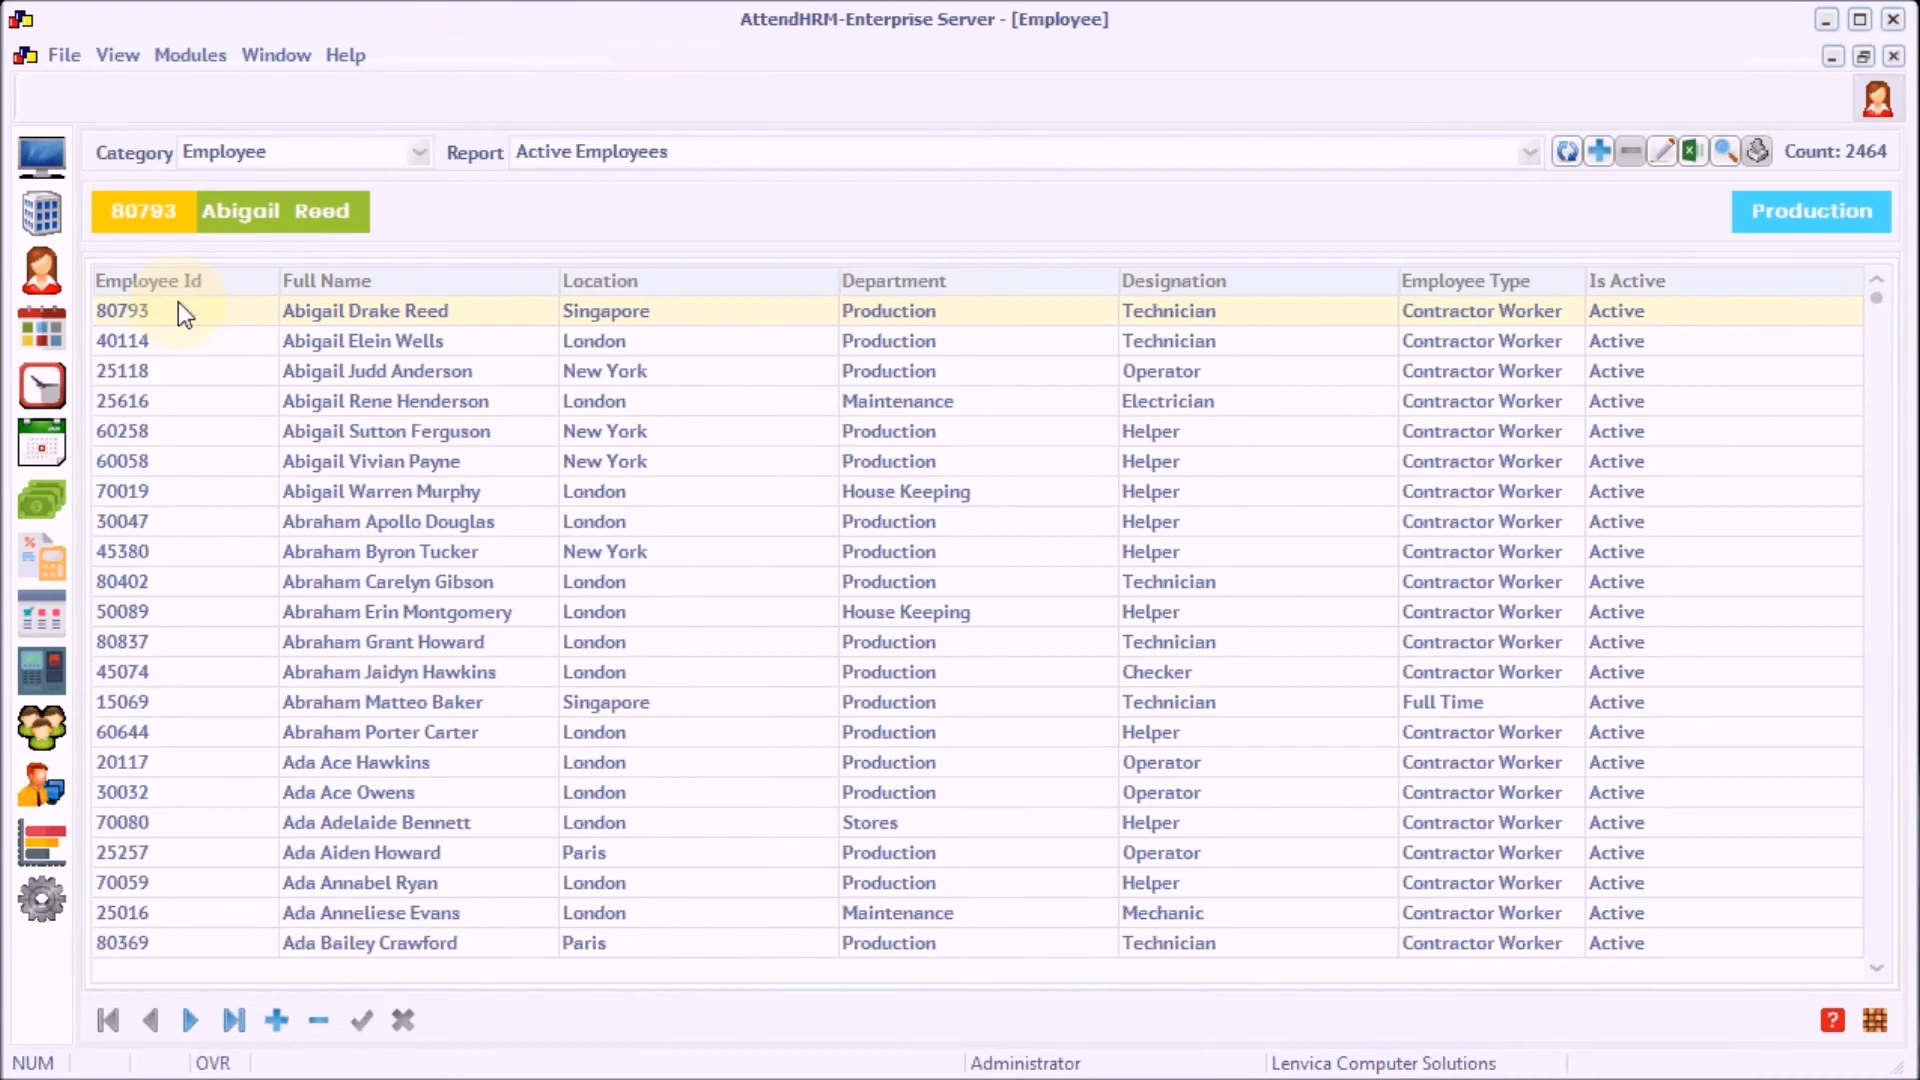 AttendHRM-Enterprise Server - [Employee]
File View Modules Window Help
Category Employee Report Active Employees Count: 2464
80793 Abigail Reed Production
Employee Id Full Name Location Department Designation Employee Type Is Active
80793 Abigail Drake Reed Singapore Production Technician Contractor Worker Active
40114 Abigail Elein Wells London Production Technician Contractor Worker Active
25118 Abigail Judd Anderson New York Production Operator Contractor Worker Active
25616 Abigail Rene Henderson London Maintenance Electrician Contractor Worker Active
60258 Abigail Sutton Ferguson New York Production Helper Contractor Worker Active
60058 Abigail Vivian Payne New York Production Helper Contractor Worker Active
70019 Abigail Warren Murphy London House Keeping Helper Contractor Worker Active
30047 Abraham Apollo Douglas London Production Helper Contractor Worker Active
45380 Abraham Byron Tucker New York Production Helper Contractor Worker Active
80402 Abraham Carelyn Gibson London Production Technician Contractor Worker Active
50089 Abraham Erin Montgomery London House Keeping Helper Contractor Worker Active
80837 Abraham Grant Howard London Production Technician Contractor Worker Active
45074 Abraham Jaidyn Hawkins London Production Checker Contractor Worker Active
15069 Abraham Matteo Baker Singapore Production Technician Full Time Active
60644 Abraham Porter Carter London Production Helper Contractor Worker Active
20117 Ada Ace Hawkins London Production Operator Contractor Worker Active
30032 Ada Ace Owens London Production Operator Contractor Worker Active
70080 Ada Adelaide Bennett London Stores Helper Contractor Worker Active
25257 Ada Aiden Howard Paris Production Operator Contractor Worker Active
70059 Ada Annabel Ryan London Production Helper Contractor Worker Active
25016 Ada Anneliese Evans London Maintenance Mechanic Contractor Worker Active
80369 Ada Bailey Crawford Paris Production Technician Contractor Worker Active
NUM OVR Administrator Lenvica Computer Solutions